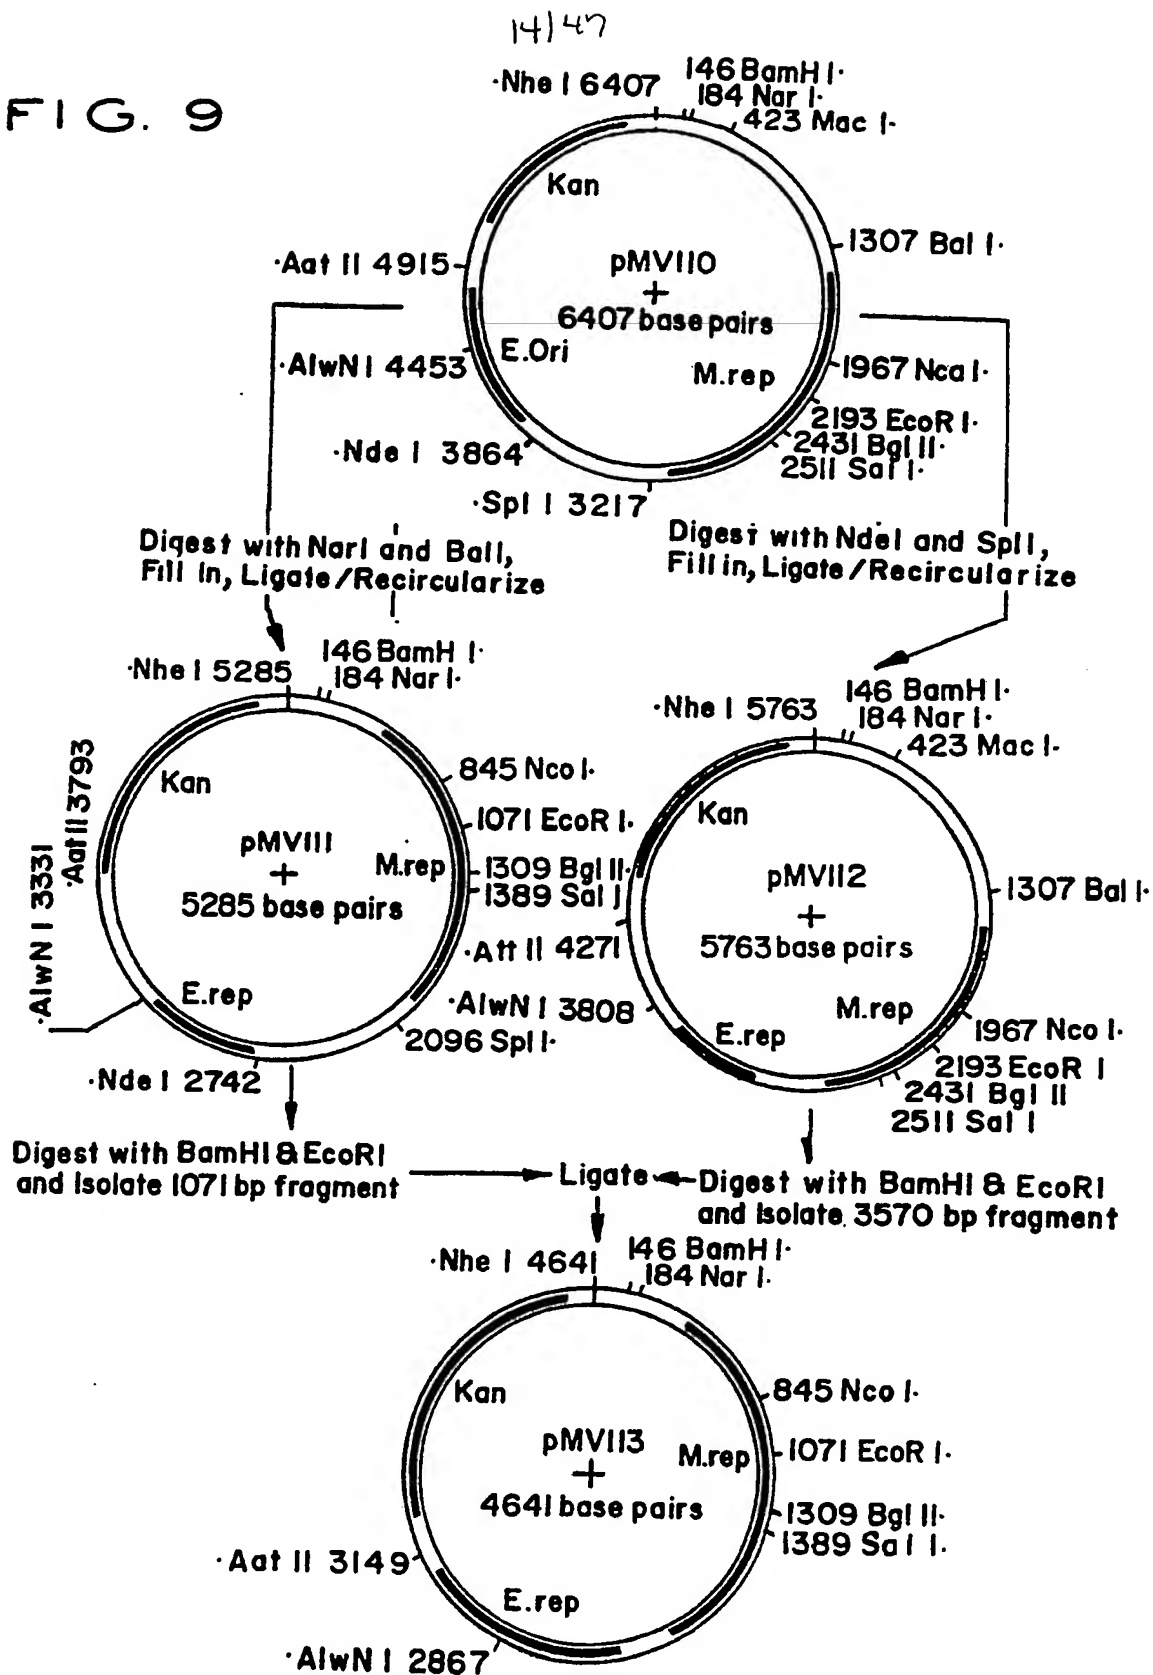 14/47
FIG. 9
·Nhe I 6407
146 BamH I·
184 Nar I·
423 Mac I·
Kan
1307 Bal I·
·Aat II 4915
pMV110
+
6407 base pairs
E.Ori
M.rep
·AlwN I 4453
1967 Nca I·
2193 EcoR I·
2431 Bgl II·
2511 Sal I·
·Nde I 3864
·Spl I 3217
Digest with NarI and BalI,
Fill in, Ligate/Recircularize
Digest with NdeI and SplI,
Fill in, Ligate/Recircularize
·Nhe I 5285
146 BamH I·
184 Nar I·
Kan
·Aat II 3793
·AlwN I 3331
pMV111
+
5285 base pairs
M.rep
845 Nco I·
1071 EcoR I·
1309 Bgl II·
1389 Sal I
E.rep
2096 Spl I·
·Nde I 2742
·Nhe I 5763
146 BamH I·
184 Nar I·
423 Mac I·
Kan
pMV112
+
5763 base pairs
1307 Bal I·
·Att II 4271
·AlwN I 3808
M.rep
E.rep
1967 Nco I·
2193 EcoR I
2431 Bgl II
2511 Sal I
Digest with BamHI & EcoRI
and Isolate 1071 bp fragment
Ligate
Digest with BamHI & EcoRI
and Isolate. 3570 bp fragment
·Nhe I 4641
146 BamH I·
184 Nar I·
Kan
845 Nco I·
pMV113
+
4641 base pairs
M.rep
1071 EcoR I·
1309 Bgl II·
1389 Sal I·
·Aat II 3149
E.rep
·AlwN I 2867